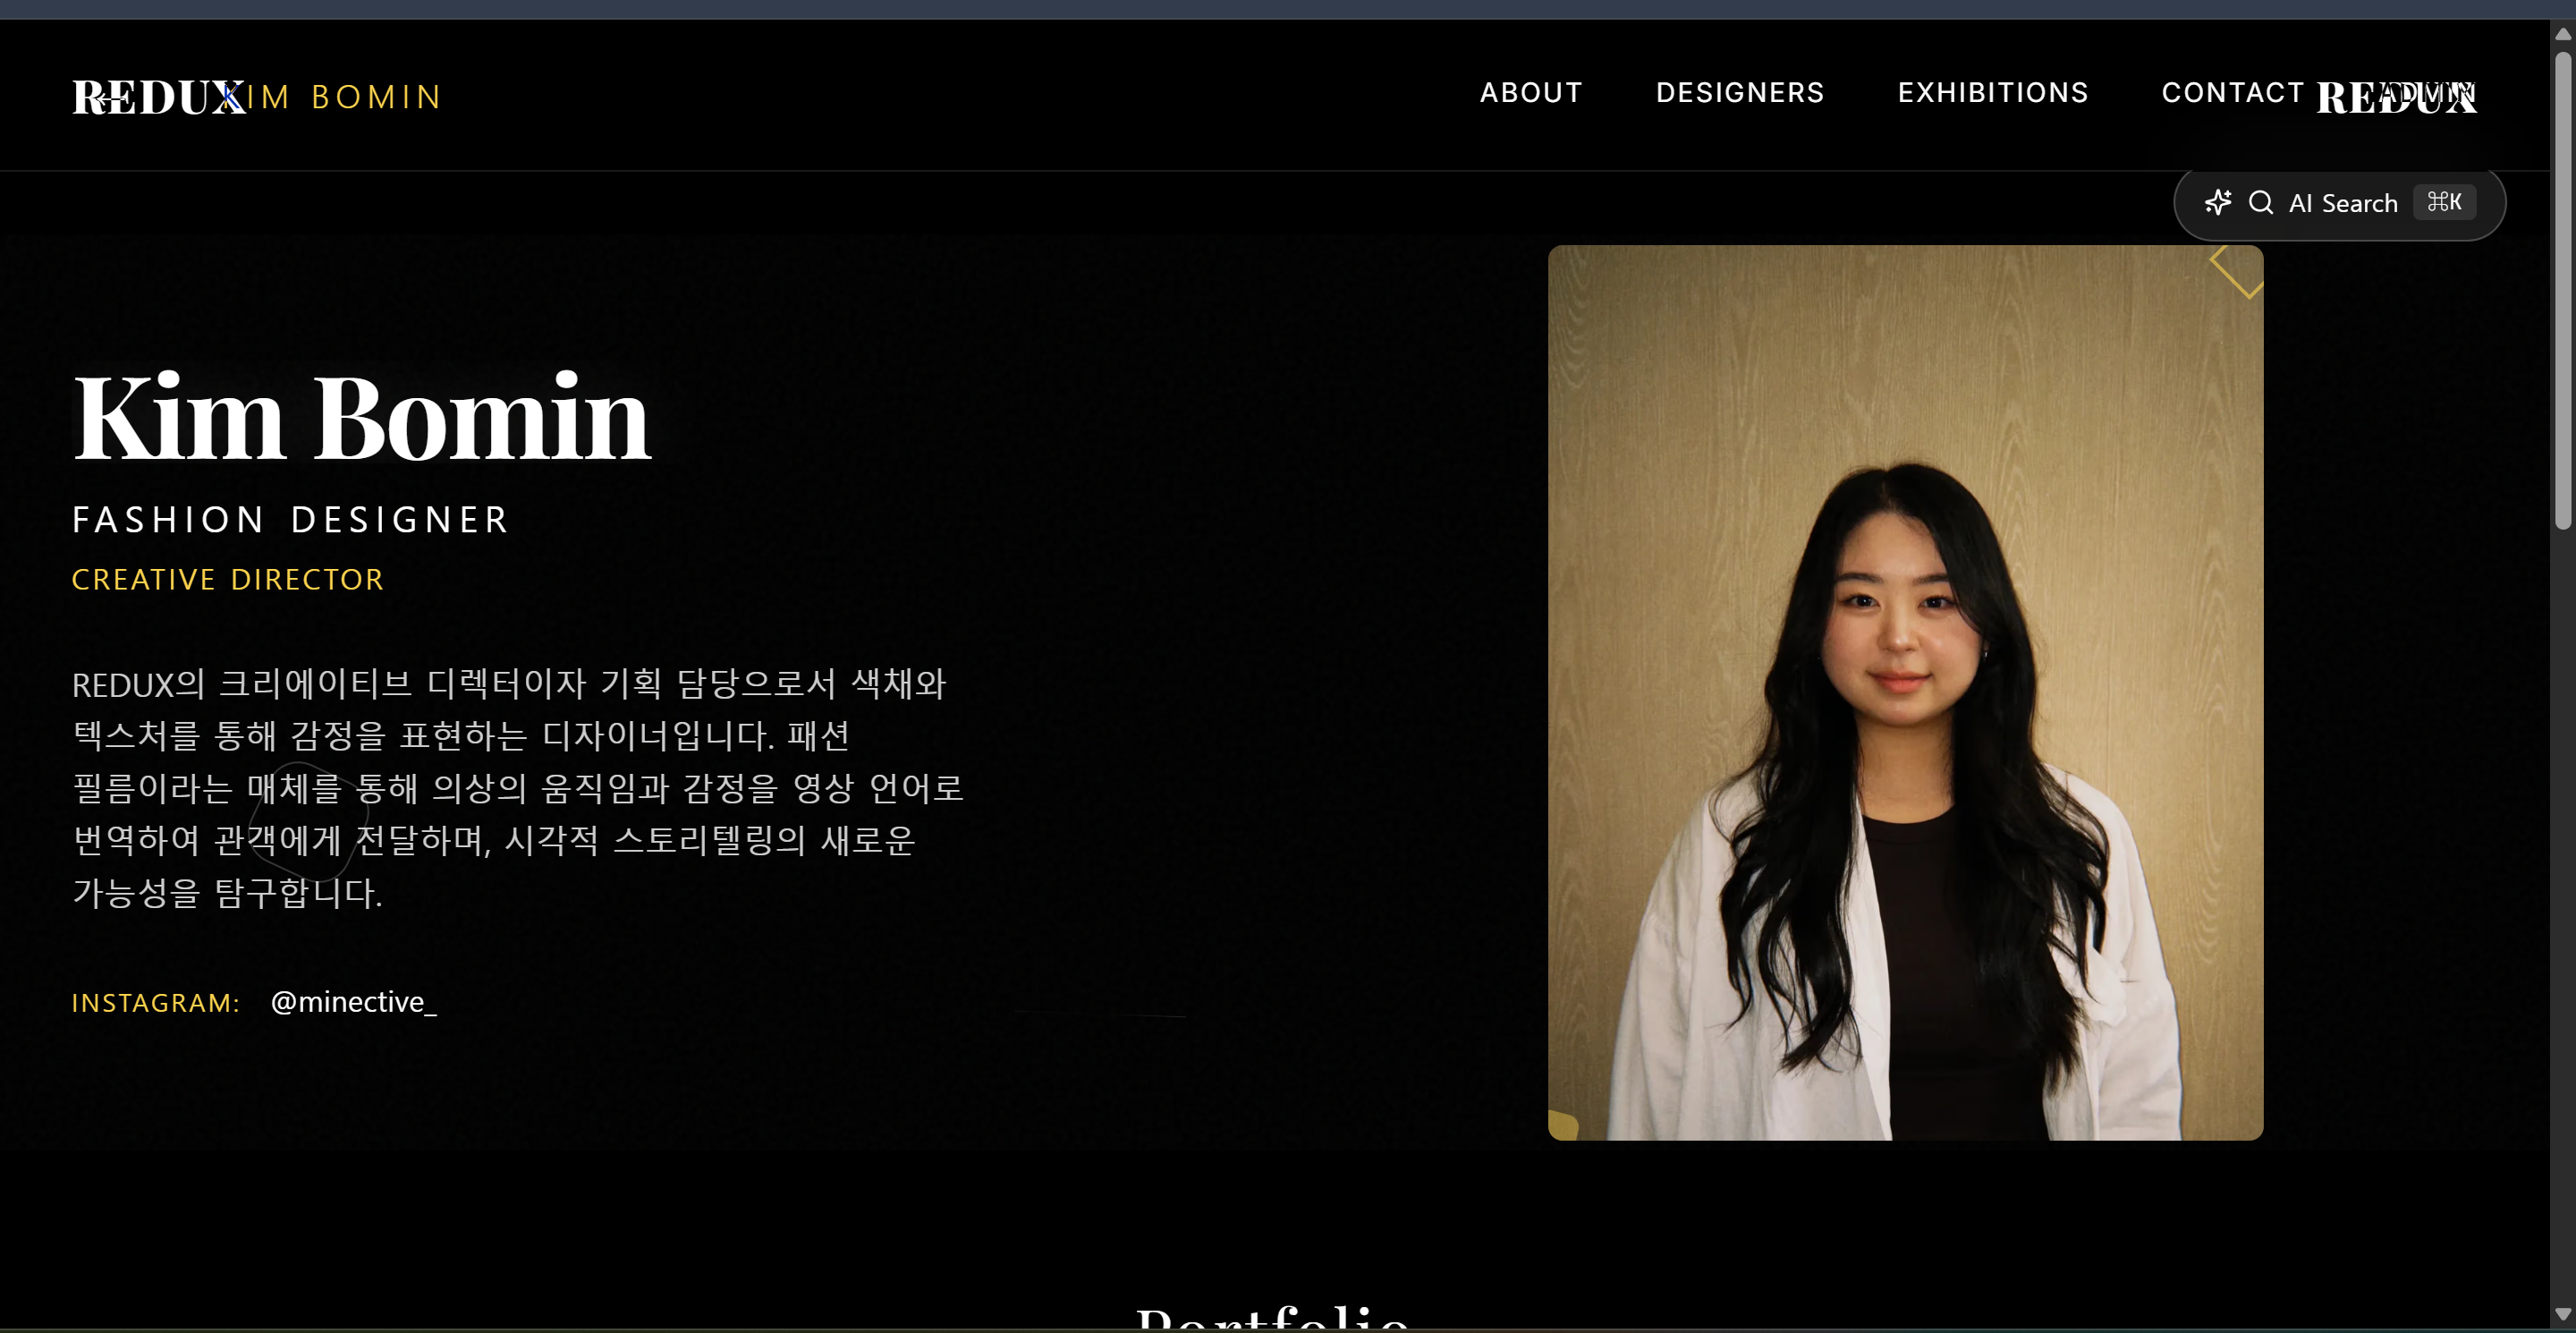 REDUX
KIM BOMIN
ABOUT
DESIGNERS
EXHIBITIONS
CONTACT
ADMIN
REDUX
AI Search ⌘K
Kim Bomin
FASHION DESIGNER
CREATIVE DIRECTOR
REDUX의 크리에이티브 디렉터이자 기획 담당으로서 색채와
텍스처를 통해 감정을 표현하는 디자이너입니다. 패션
필름이라는 매체를 통해 의상의 움직임과 감정을 영상 언어로
번역하여 관객에게 전달하며, 시각적 스토리텔링의 새로운
가능성을 탐구합니다.
INSTAGRAM: @minective_
Portfolio